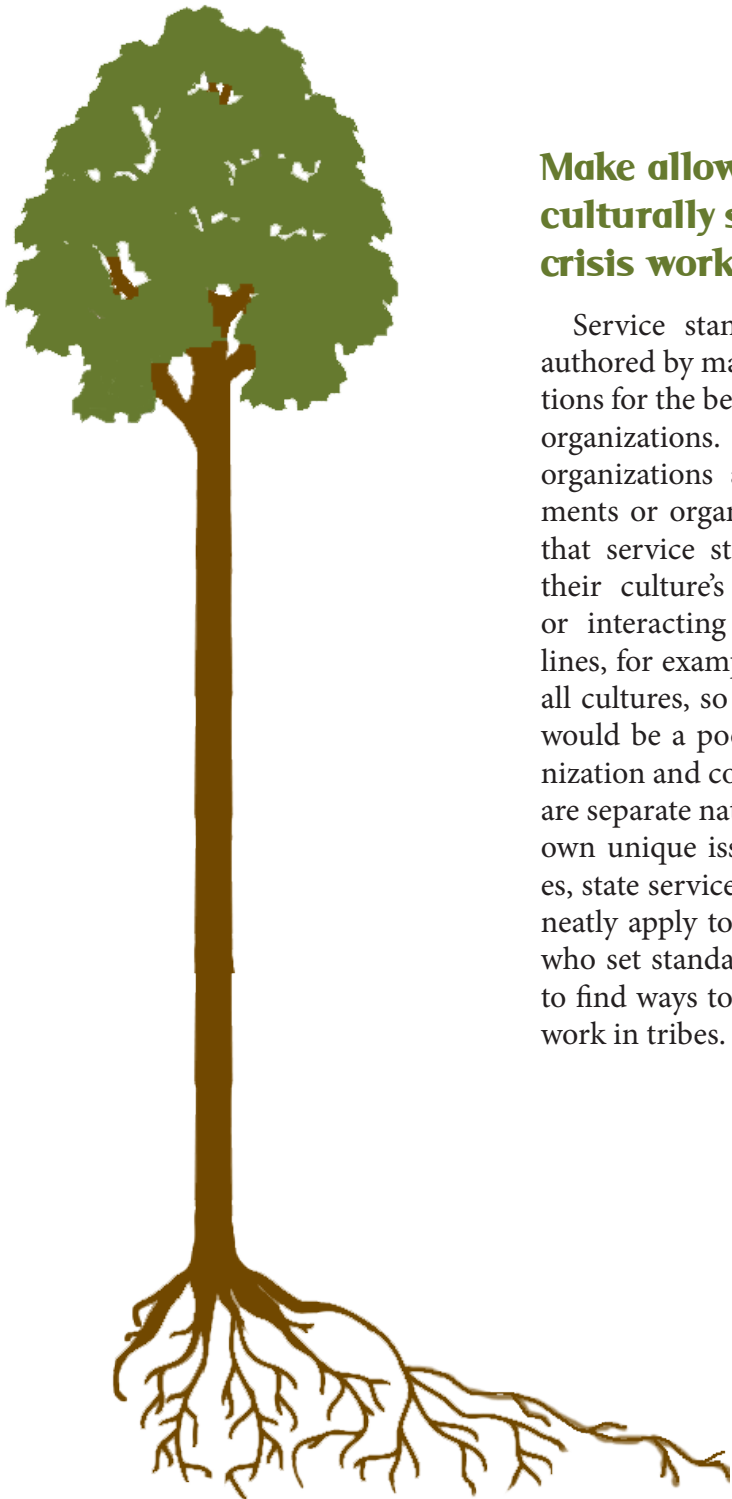 Make allow
culturally s
crisis work
Service stan
authored by ma
tions for the be
organizations.
organizations a
ments or organ
that service st
their culture’s
or interacting
lines, for examp
all cultures, so
would be a poo
nization and co
are separate nat
own unique iss
es, state service
neatly apply to
who set standa
to find ways to
work in tribes.